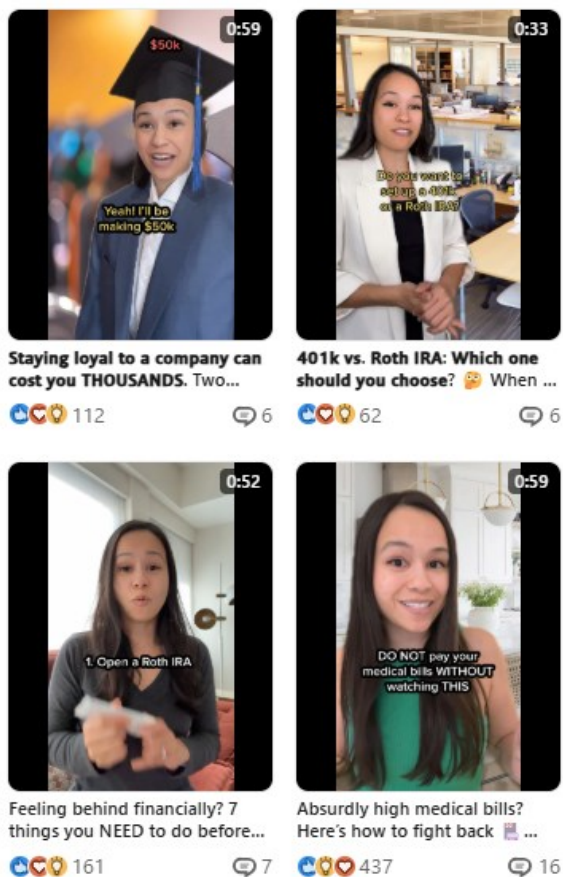 0:59
$50k
Yeah! I'll be
making $50k
Staying loyal to a company can
cost you THOUSANDS. Two...
112
6
0:33
Do you want to
set up a 401k
or a Roth IRA?
401k vs. Roth IRA: Which one
should you choose? 🤔 When ...
62
6
0:52
1. Open a Roth IRA
Feeling behind financially? 7
things you NEED to do before...
161
7
0:59
DO NOT pay your
medical bills WITHOUT
watching THIS
Absurdly high medical bills?
Here's how to fight back ...
437
16